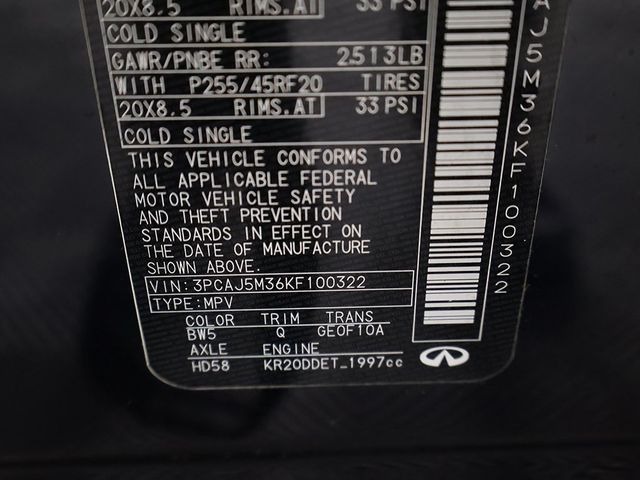 20X8.5 RIMS.AT 33 PSI
COLD SINGLE
GAWR/PNBE RR: 2513LB
WITH P255/45RF20 TIRES
20X8.5 RIMS.AT 33 PSI
COLD SINGLE
THIS VEHICLE CONFORMS TO
ALL APPLICABLE FEDERAL
MOTOR VEHICLE SAFETY
AND THEFT PREVENTION
STANDARDS IN EFFECT ON
THE DATE OF MANUFACTURE
SHOWN ABOVE.
VIN:3PCAJ5M36KF100322
TYPE:MPV
COLOR TRIM TRANS
BW5 Q GEOF10A
AXLE ENGINE
HD58 KR20DDET_1997cc
AJ5M36KF100322